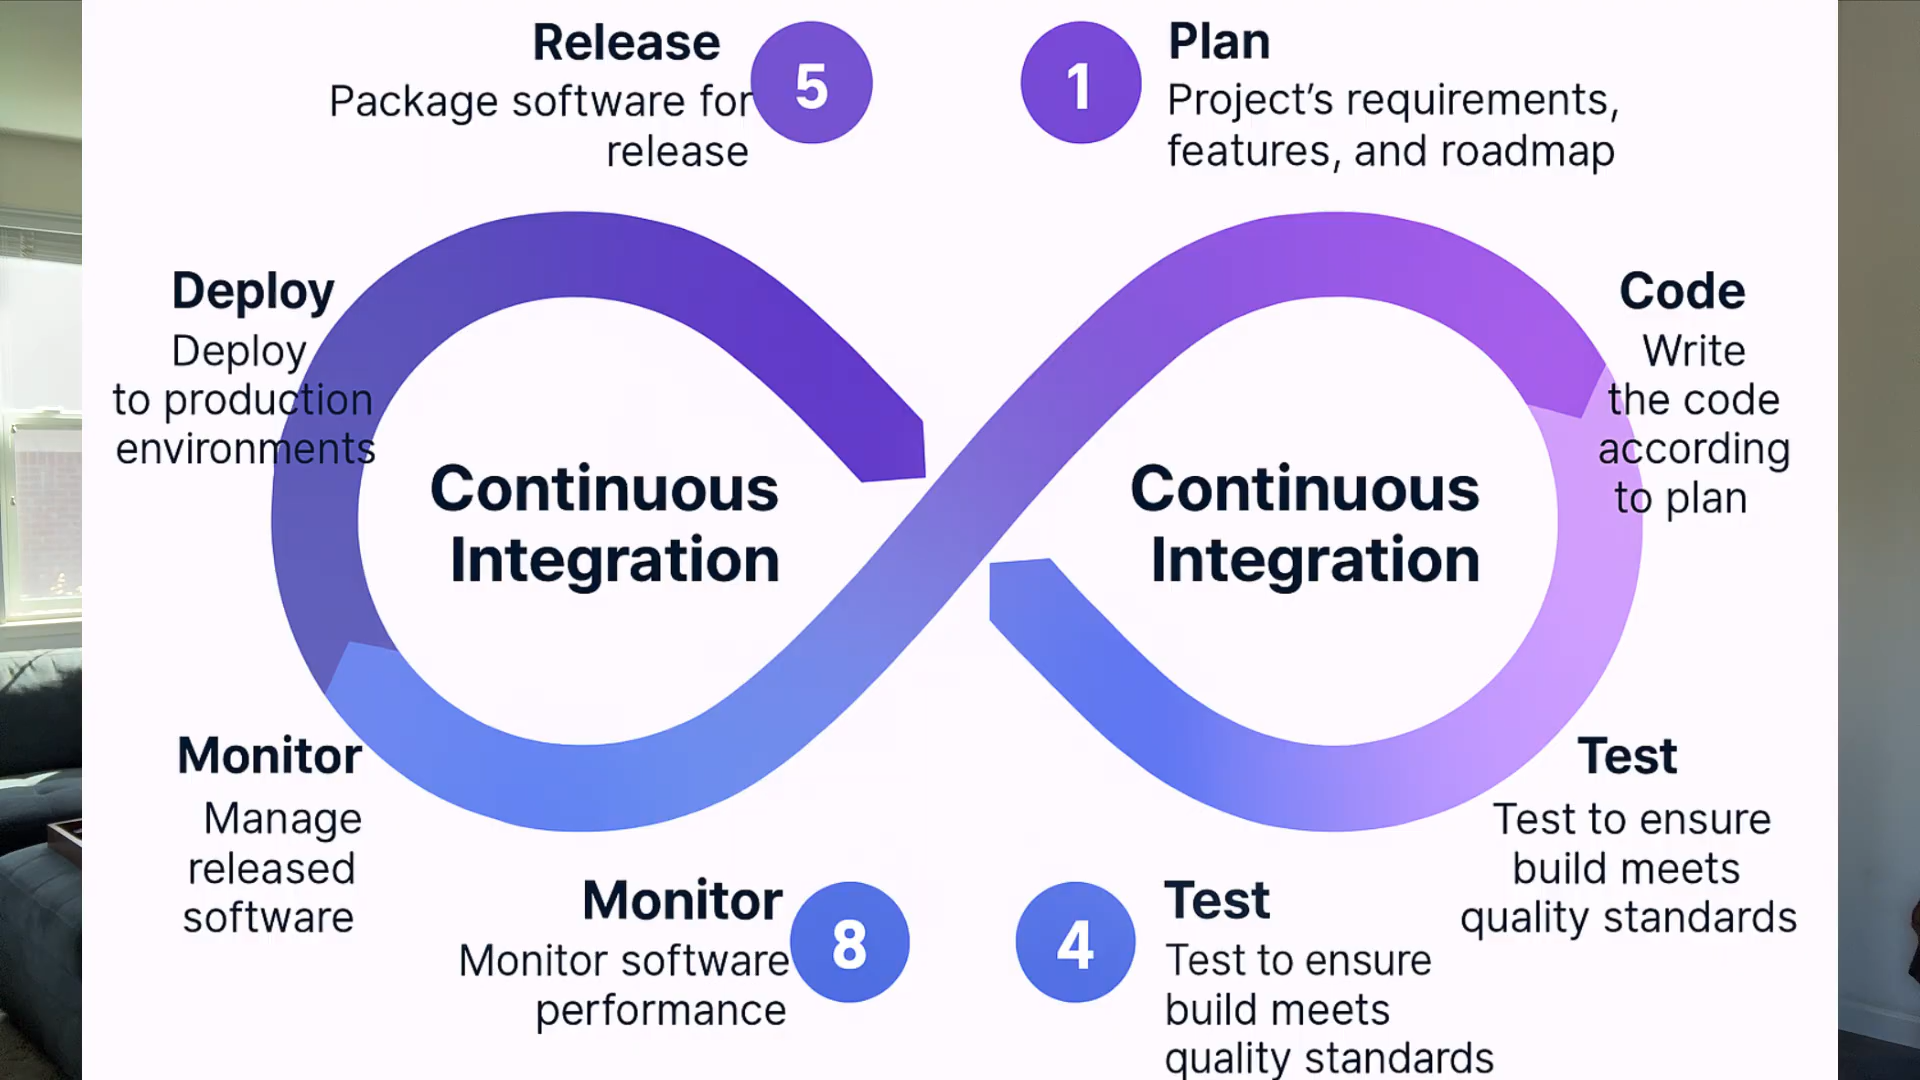 Release
Package software for
release
5
1
Plan
Project’s requirements,
features, and roadmap
Deploy
Deploy
to production
environments
Code
Write
the code
according
to plan
Continuous
Integration
Continuous
Integration
Monitor
Manage
released
software
Test
Test to ensure
build meets
quality standards
Monitor
Monitor software
performance
8
4
Test
Test to ensure
build meets
quality standards